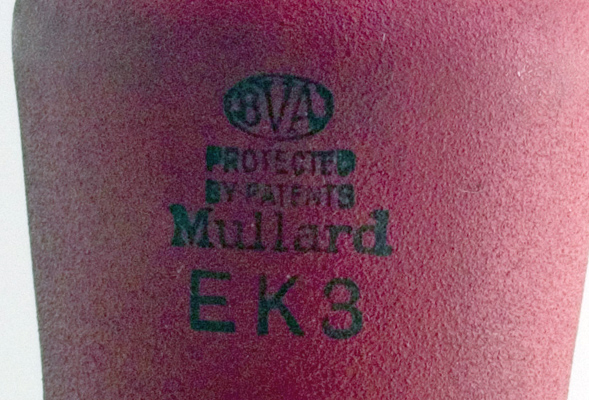 BVA
PROTECTED
BY PATENTS
Mullard
EK3